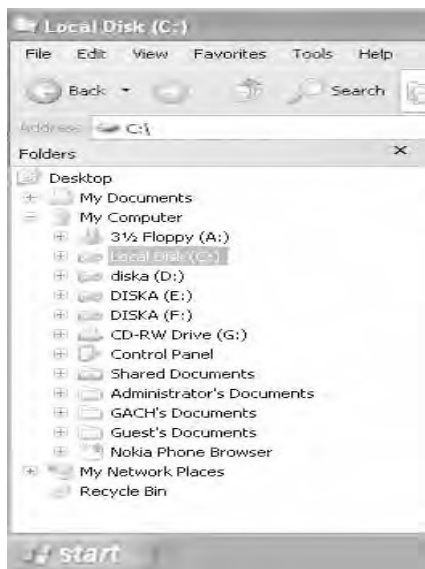 Local Disk (C:)
File Edit View Favorites Tools Help
Back Search
Address C:\
Folders
Desktop
My Documents
My Computer
3½ Floppy (A:)
Local Disk (C:)
diska (D:)
DISKA (E:)
DISKA (F:)
CD-RW Drive (G:)
Control Panel
Shared Documents
Administrator's Documents
GACH's Documents
Guest's Documents
Nokia Phone Browser
My Network Places
Recycle Bin
start